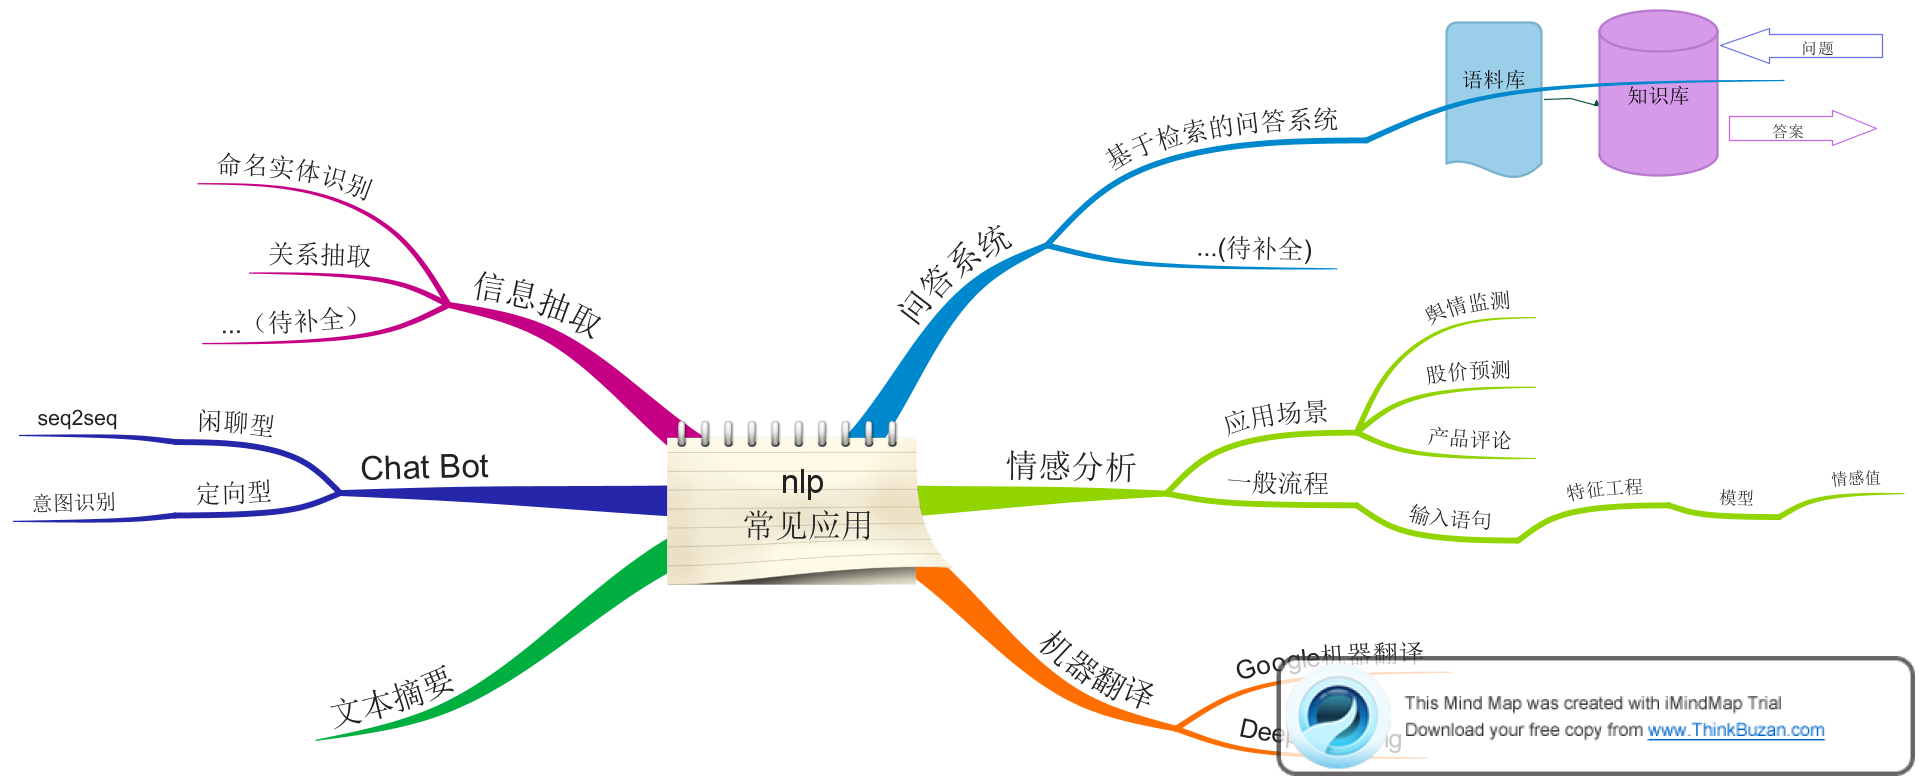 nlp
常见应用
问答系统
基于检索的问答系统
语料库
知识库
问题
答案
...(待补全)
情感分析
应用场景
舆情监测
股价预测
产品评论
一般流程
输入语句
特征工程
模型
情感值
机器翻译
Google机器翻译
文本摘要
Chat Bot
闲聊型
seq2seq
定向型
意图识别
信息抽取
命名实体识别
关系抽取
...（待补全）
This Mind Map was created with iMindMap Trial
Download your free copy from www.ThinkBuzan.com